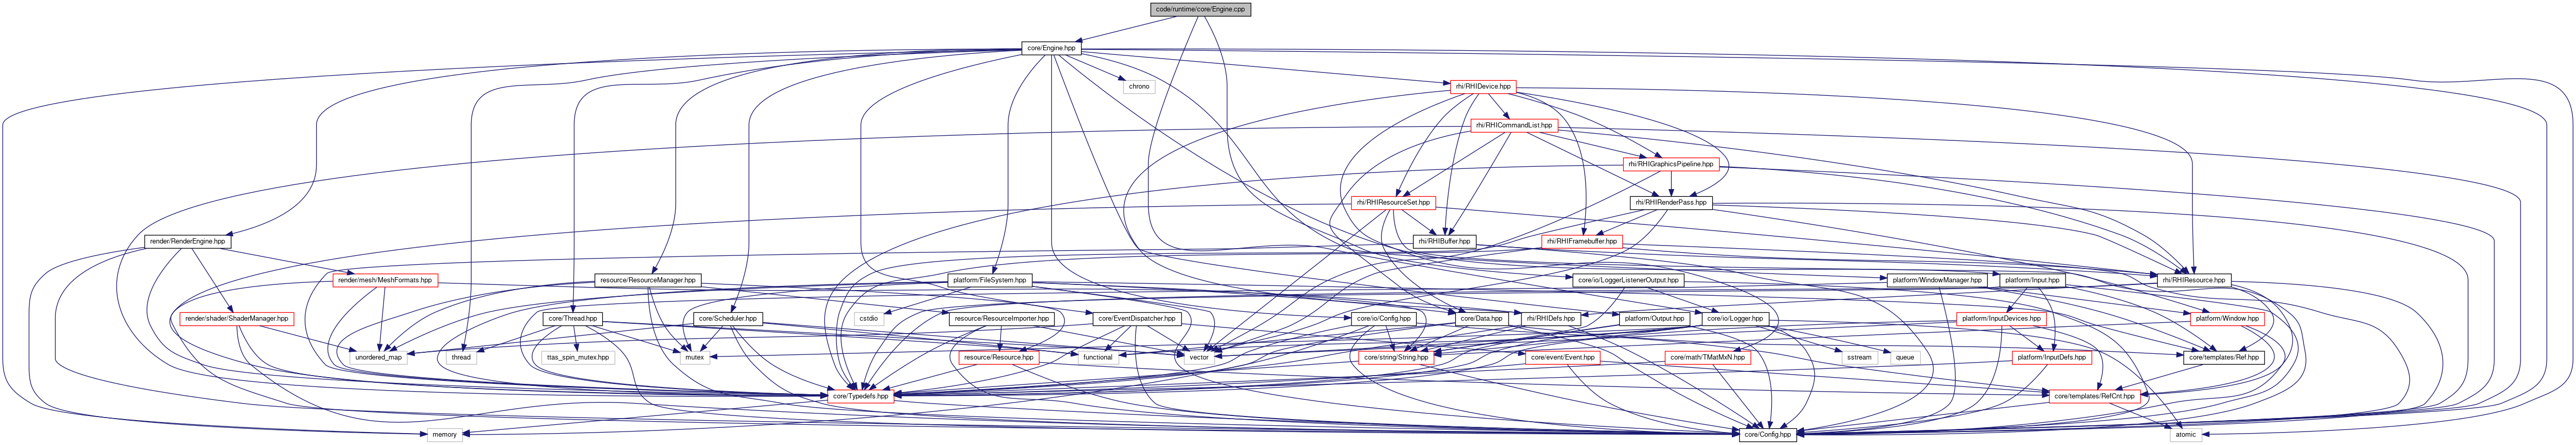 code/runtime/core/Engine.cpp
core/Engine.hpp
chrono
rhi/RHIDevice.hpp
rhi/RHICommandList.hpp
rhi/RHIGraphicsPipeline.hpp
rhi/RHIResourceSet.hpp
rhi/RHIRenderPass.hpp
render/RenderEngine.hpp
rhi/RHIBuffer.hpp
rhi/RHIFramebuffer.hpp
render/mesh/MeshFormats.hpp
resource/ResourceManager.hpp
platform/FileSystem.hpp
core/io/LoggerListenerOutput.hpp
platform/WindowManager.hpp
platform/Input.hpp
rhi/RHIResource.hpp
render/shader/ShaderManager.hpp
core/Thread.hpp
core/Scheduler.hpp
cstdio
resource/ResourceImporter.hpp
core/EventDispatcher.hpp
core/io/Config.hpp
core/Data.hpp
rhi/RHIDefs.hpp
platform/Output.hpp
core/io/Logger.hpp
platform/InputDevices.hpp
platform/Window.hpp
unordered_map
thread
ttas_spin_mutex.hpp
mutex
resource/Resource.hpp
functional
vector
core/string/String.hpp
core/event/Event.hpp
core/math/TMatMxN.hpp
sstream
queue
platform/InputDefs.hpp
core/templates/Ref.hpp
core/Typedefs.hpp
core/templates/RefCnt.hpp
memory
core/Config.hpp
atomic